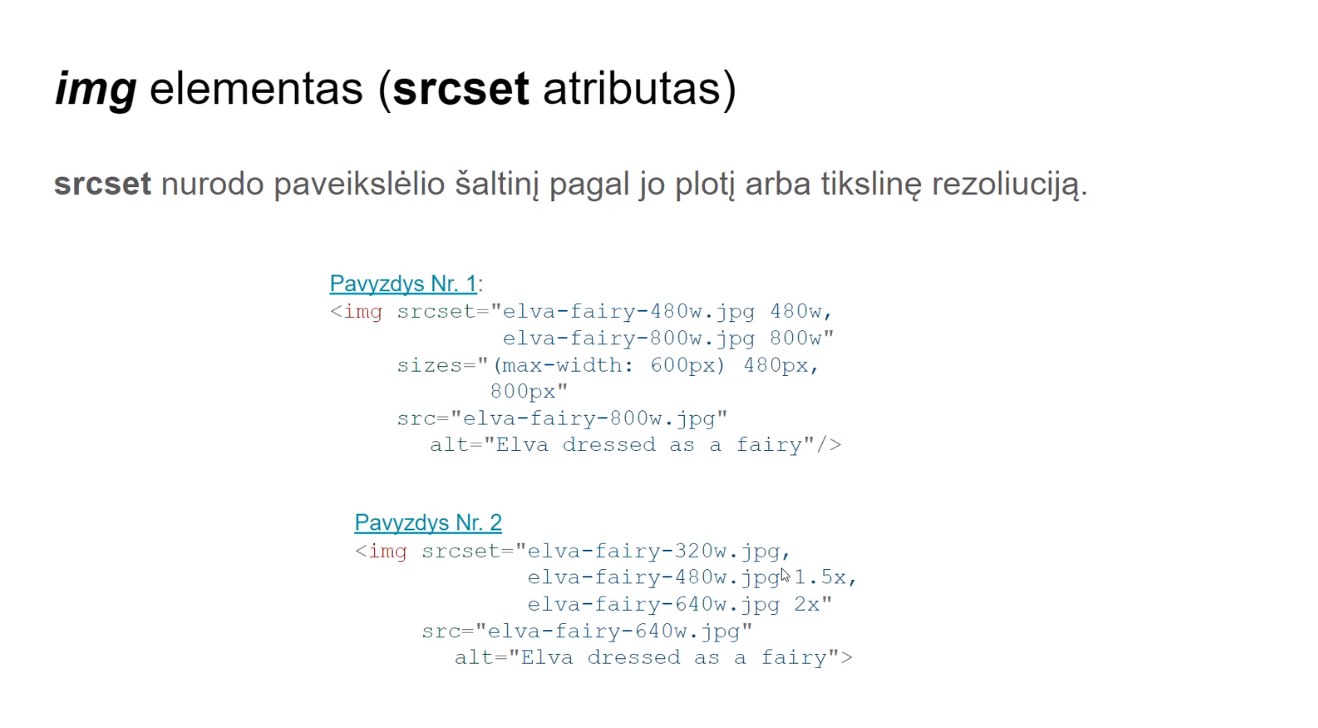 img elementas (srcset atributas)
srcset nurodo paveikslėlio šaltinį pagal jo plotį arba tikslinę rezoliuciją.
Pavyzdys Nr. 1:
<img srcset="elva-fairy-480w.jpg 480w,
elva-fairy-800w.jpg 800w"
sizes="(max-width: 600px) 480px,
800px"
src="elva-fairy-800w.jpg"
alt="Elva dressed as a fairy"/>
Pavyzdys Nr. 2
<img srcset="elva-fairy-320w.jpg,
elva-fairy-480w.jpg 1.5x,
elva-fairy-640w.jpg 2x"
src="elva-fairy-640w.jpg"
alt="Elva dressed as a fairy">